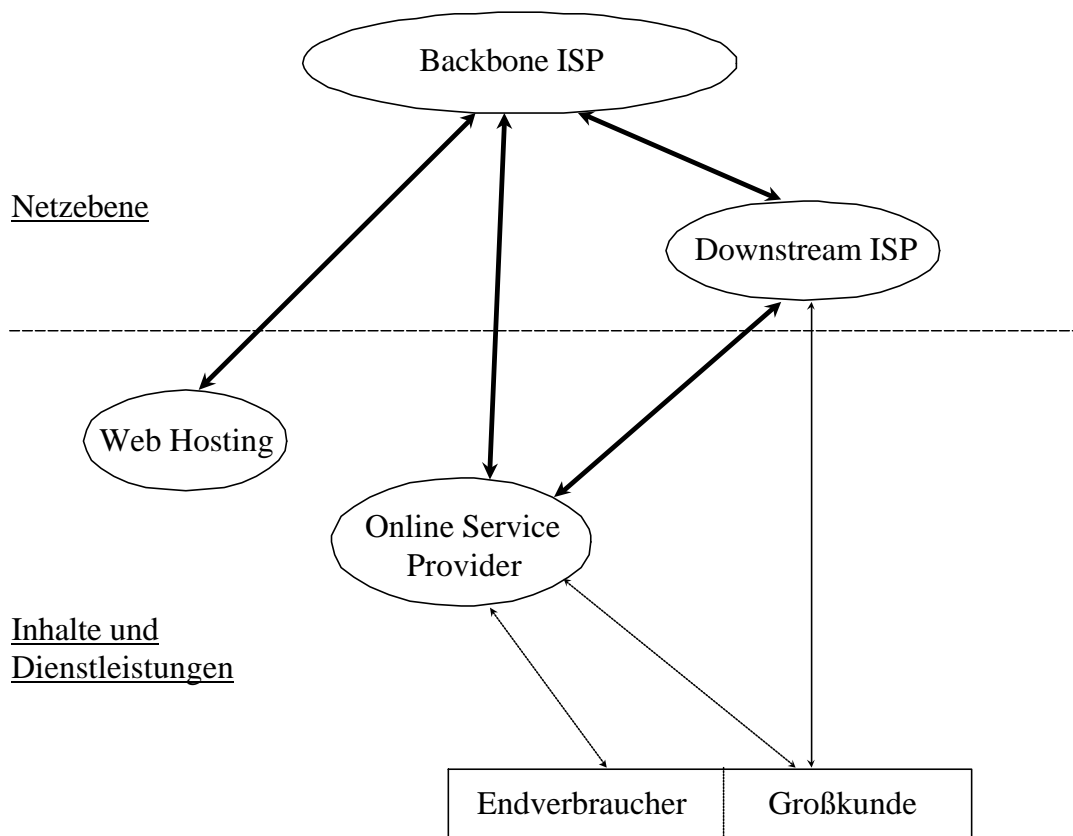 Backbone ISP
Netzebene
Downstream ISP
Web Hosting
Online Service
Provider
Inhalte und
Dienstleistungen
Endverbraucher
Großkunde